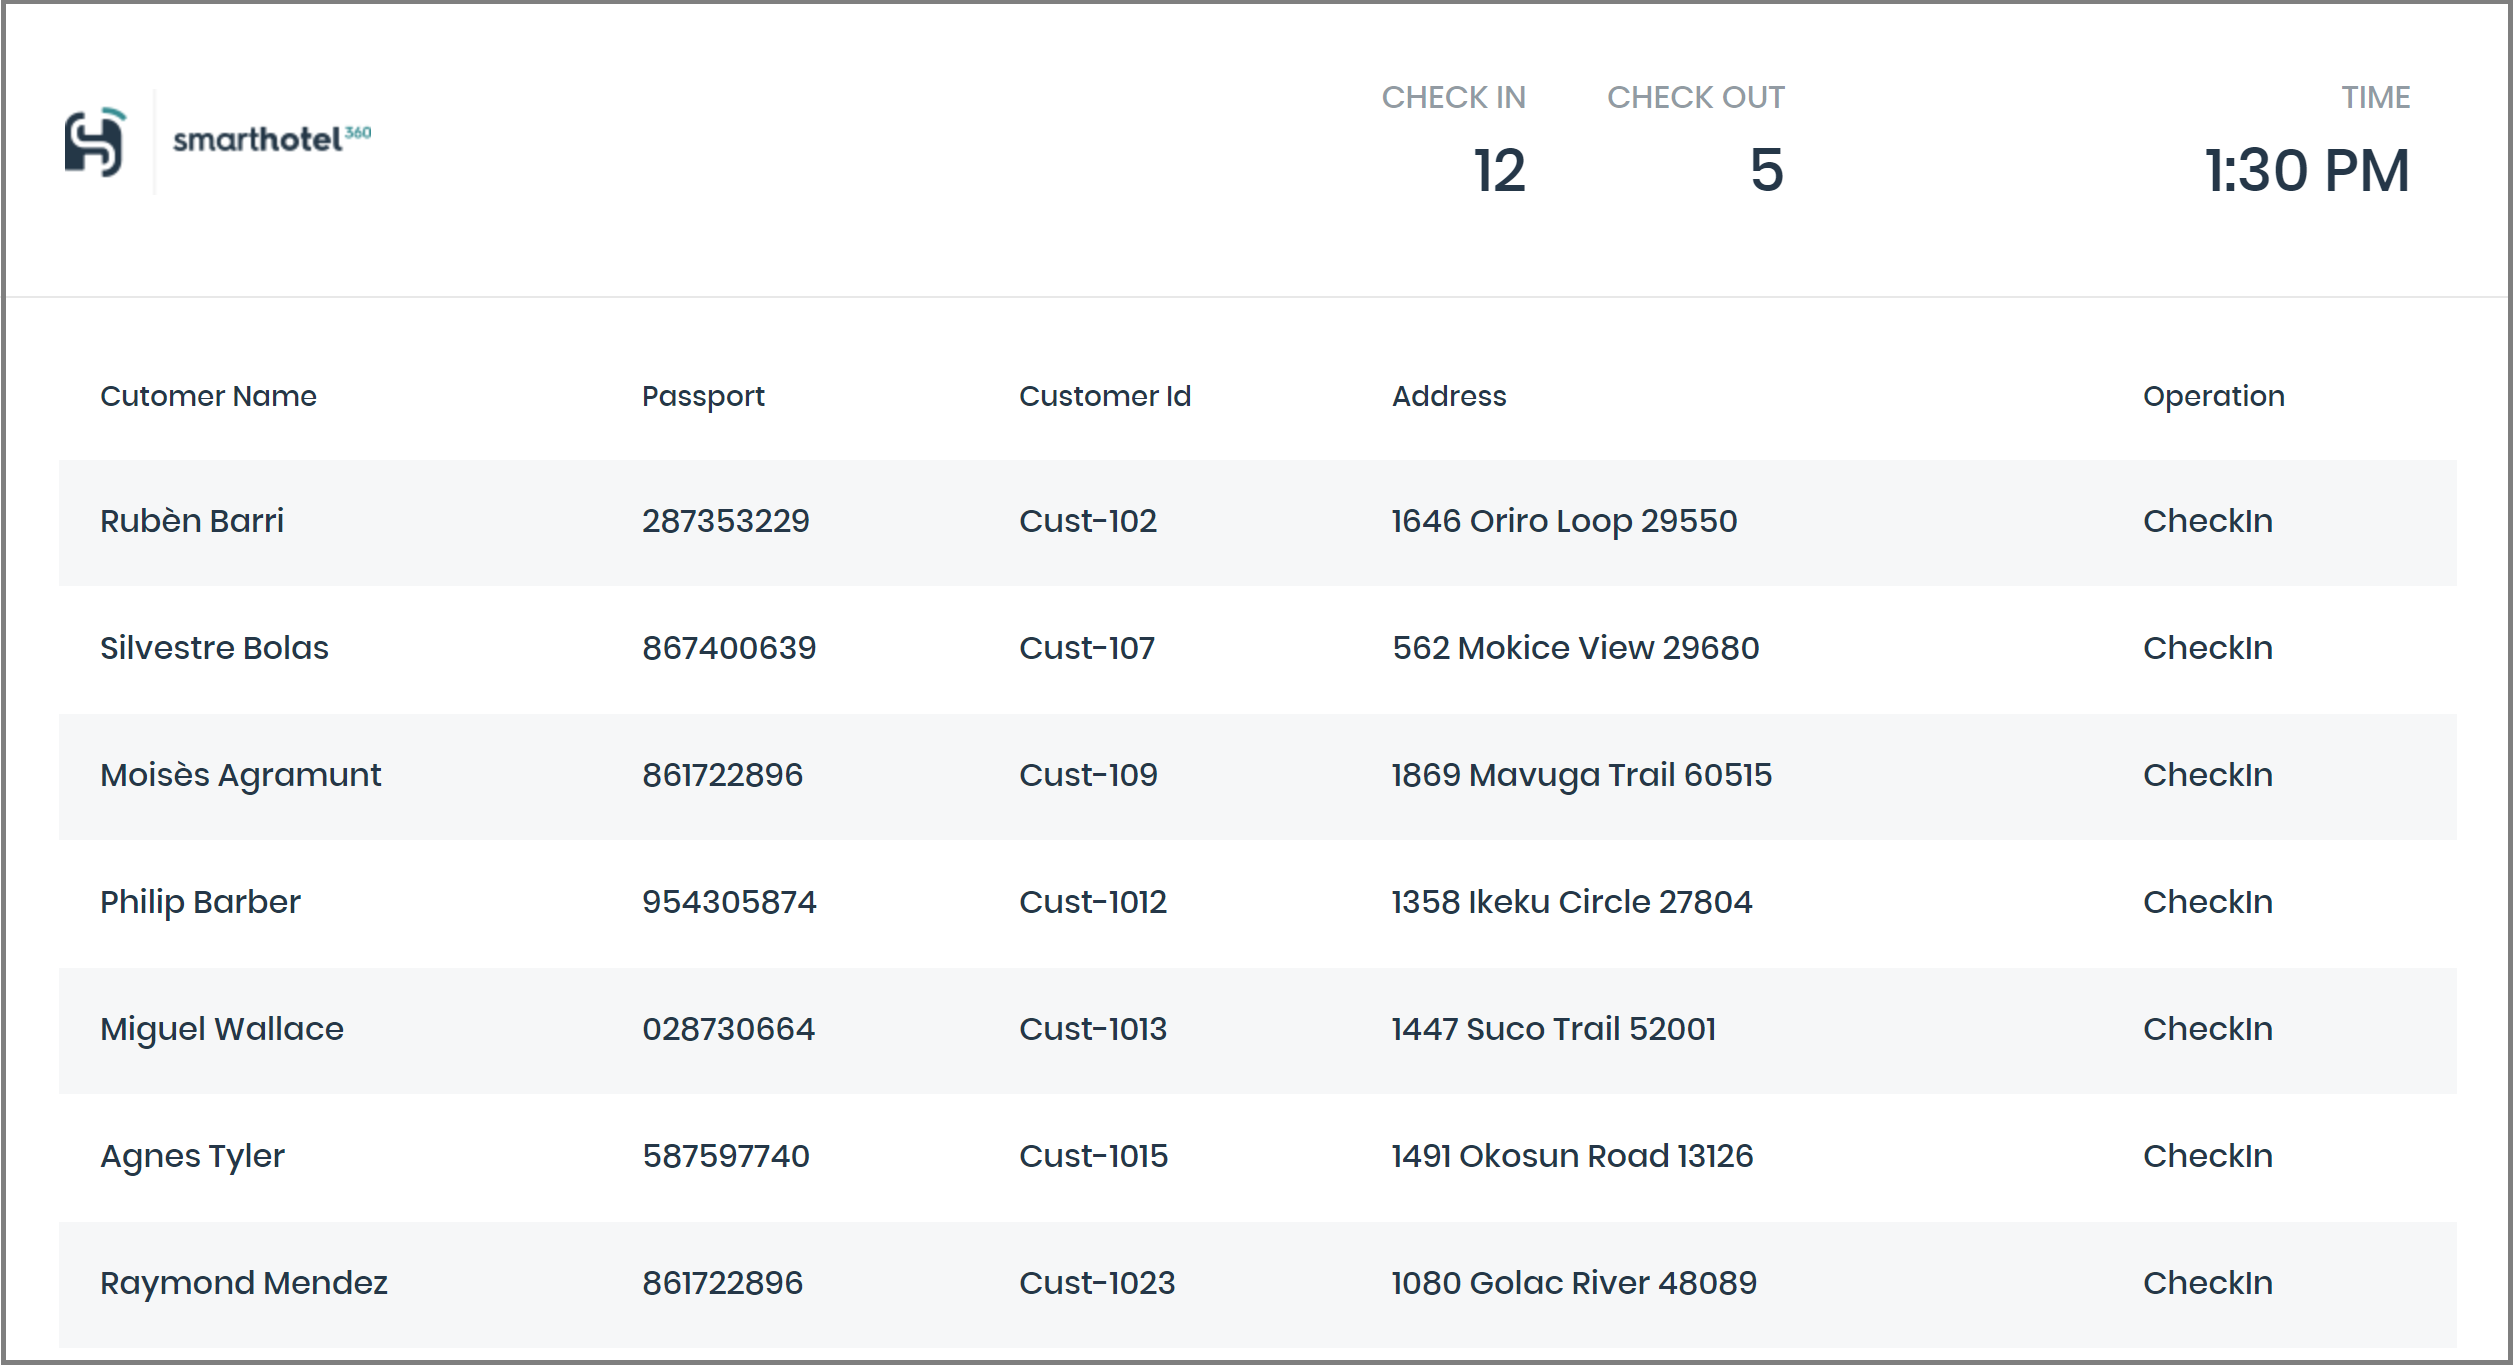 smarthotel360
CHECK IN CHECK OUT TIME
12 5 1:30 PM
Cutomer Name Passport Customer Id Address Operation
Rubèn Barri 287353229 Cust-102 1646 Oriro Loop 29550 CheckIn
Silvestre Bolas 867400639 Cust-107 562 Mokice View 29680 CheckIn
Moisès Agramunt 861722896 Cust-109 1869 Mavuga Trail 60515 CheckIn
Philip Barber 954305874 Cust-1012 1358 Ikeku Circle 27804 CheckIn
Miguel Wallace 028730664 Cust-1013 1447 Suco Trail 52001 CheckIn
Agnes Tyler 587597740 Cust-1015 1491 Okosun Road 13126 CheckIn
Raymond Mendez 861722896 Cust-1023 1080 Golac River 48089 CheckIn